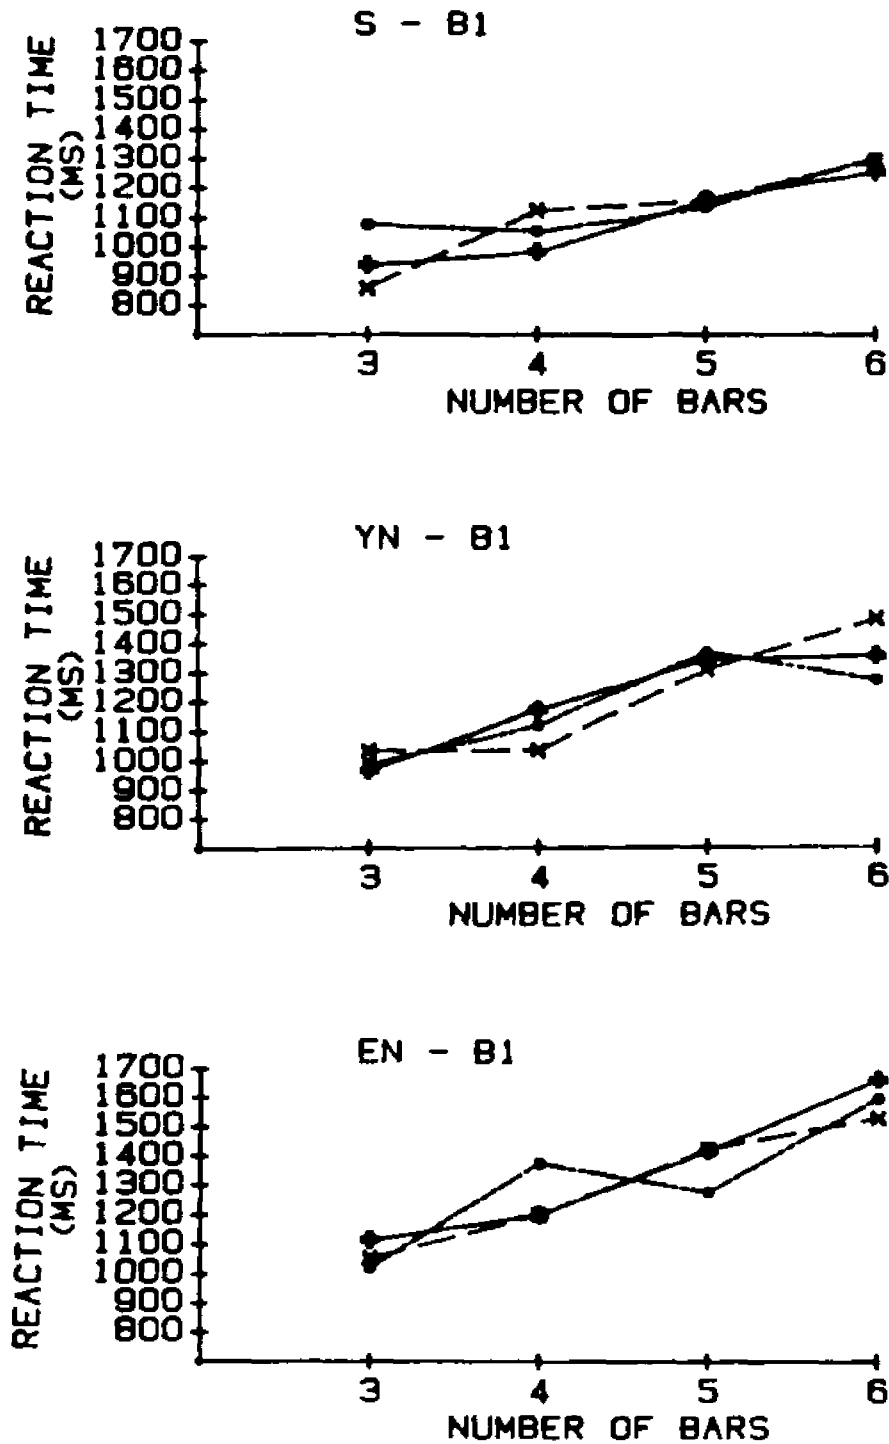 S - B1
REACTION TIME
(MS)
1700
1600
1500
1400
1300
1200
1100
1000
900
800
3 4 5 6
NUMBER OF BARS
YN - B1
REACTION TIME
(MS)
1700
1600
1500
1400
1300
1200
1100
1000
900
800
3 4 5 6
NUMBER OF BARS
EN - B1
REACTION TIME
(MS)
1700
1600
1500
1400
1300
1200
1100
1000
900
800
3 4 5 6
NUMBER OF BARS